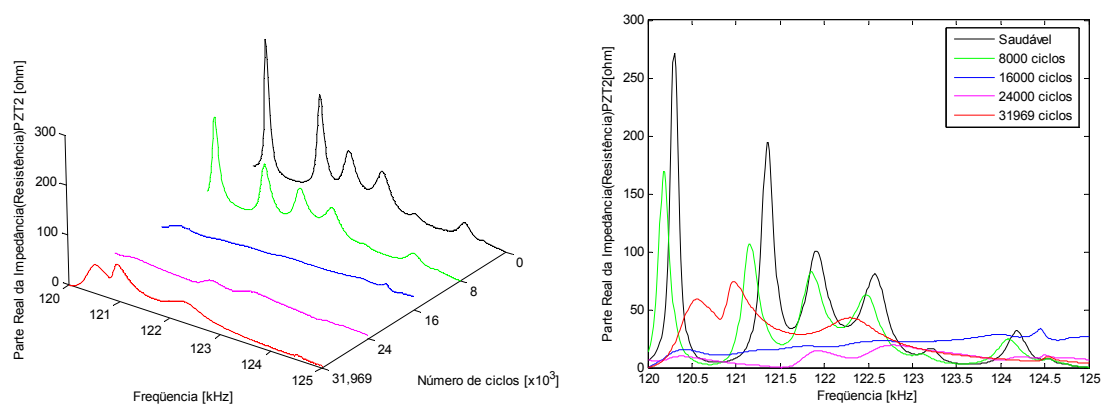 Parte Real da Impedância(Resistência)PZT2 [ohm]
300
200
100
0
120
121
122
123
124
125
Freqüencia [kHz]
0
8
16
24
31,969
Número de ciclos [x10³]
Parte Real da Impedância(Resistência)PZT2[ohm]
300
250
200
150
100
50
0
120 120.5 121 121.5 122 122.5 123 123.5 124 124.5 125
Freqüencia [kHz]
Saudável
8000 ciclos
16000 ciclos
24000 ciclos
31969 ciclos